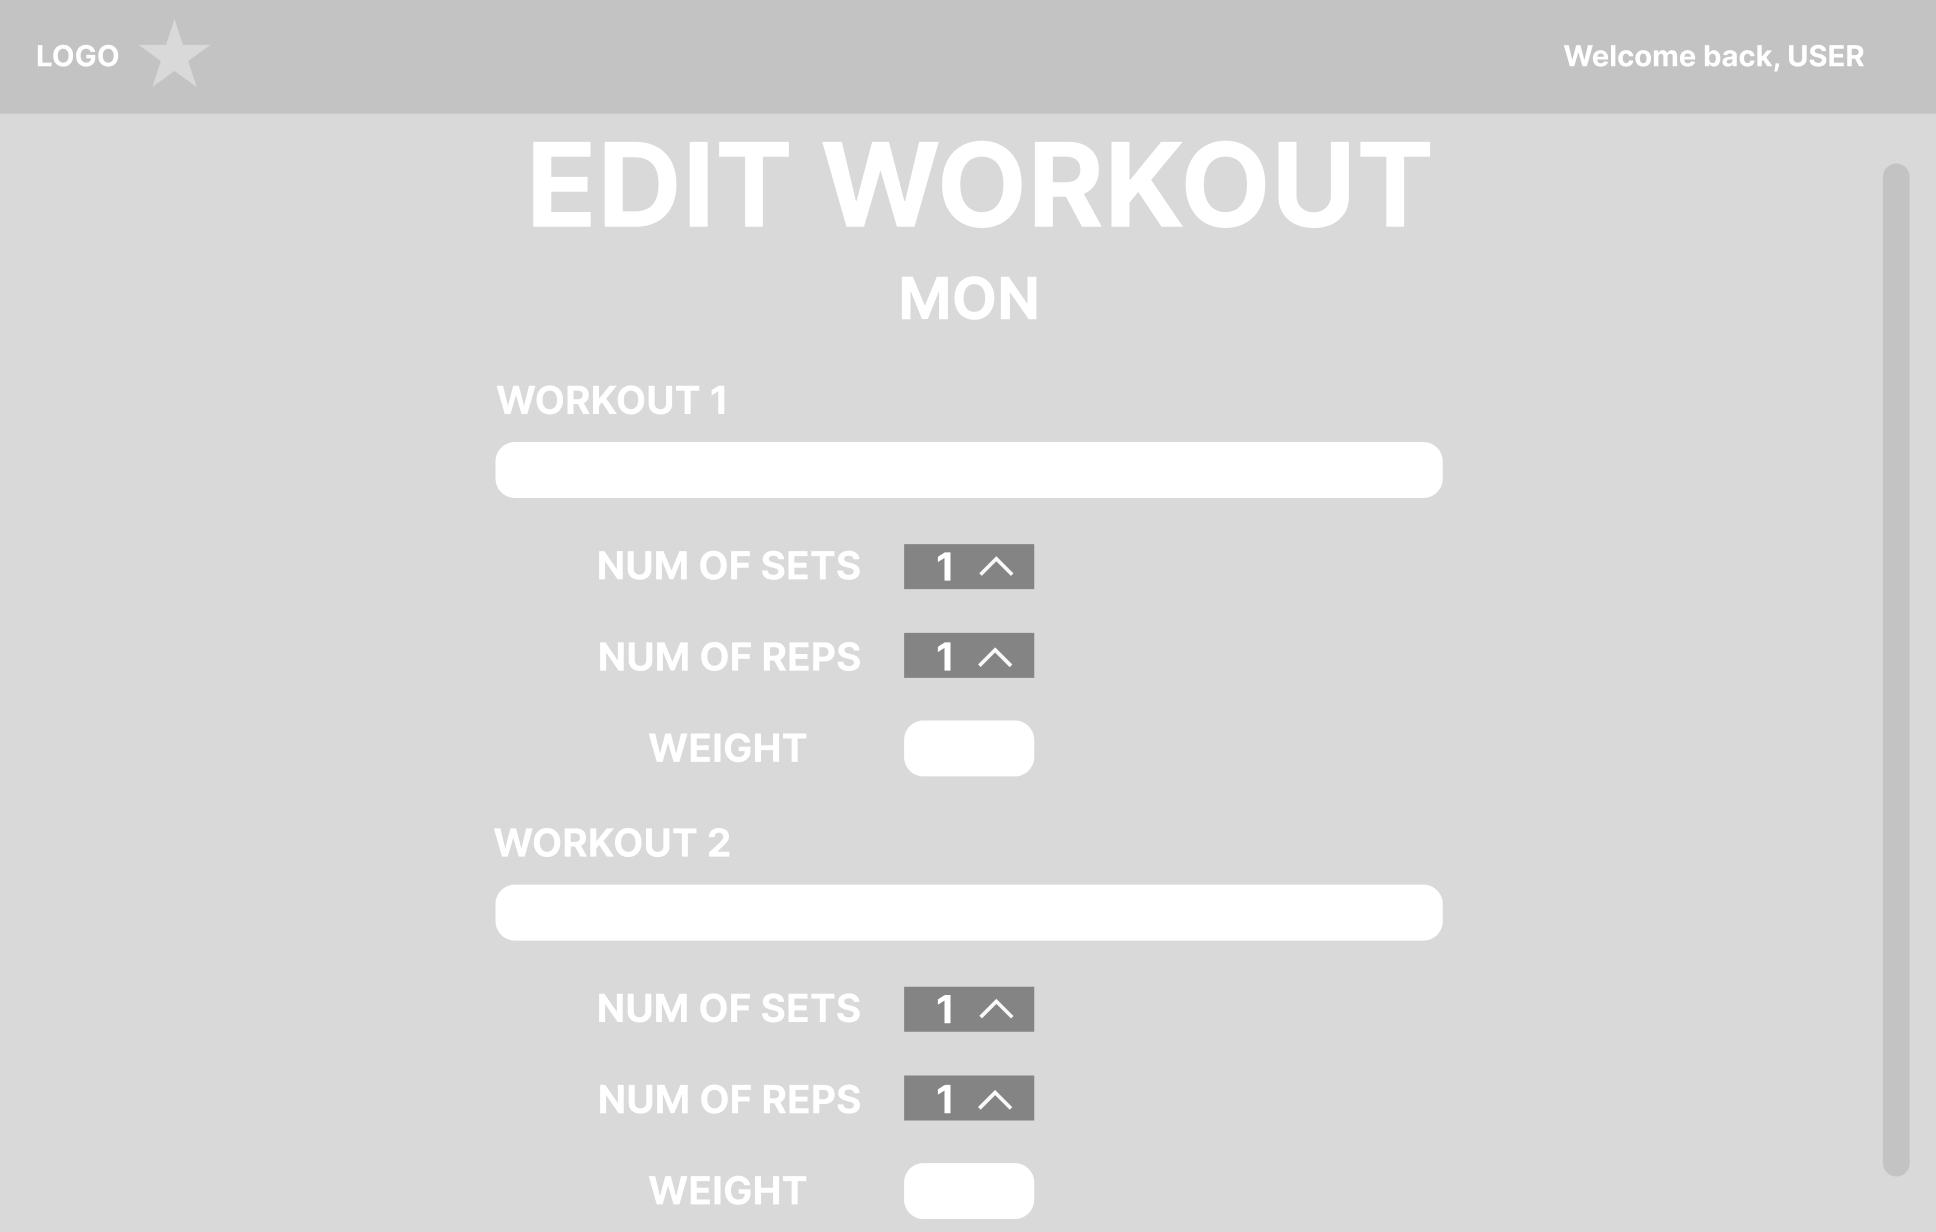 LOGO
Welcome back, USER
EDIT WORKOUT
MON
WORKOUT 1
NUM OF SETS 1
NUM OF REPS 1
WEIGHT
WORKOUT 2
NUM OF SETS 1
NUM OF REPS 1
WEIGHT